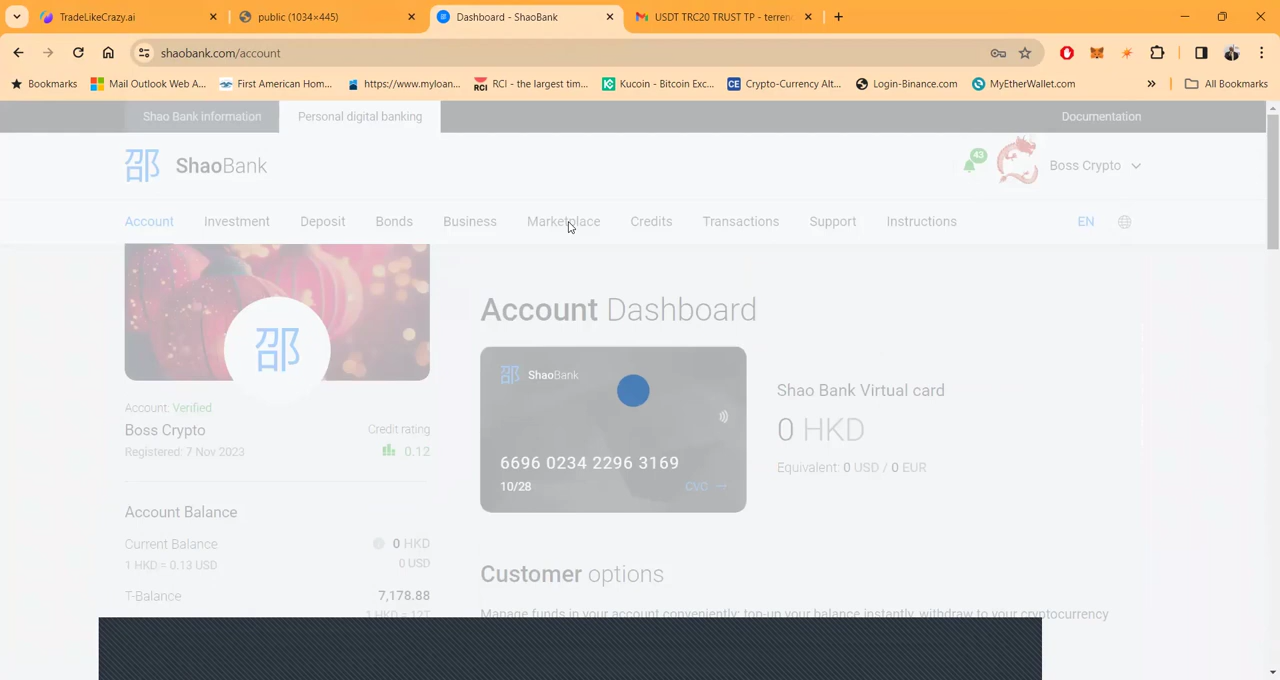 TradeLikeCrazy.ai
public (1034×445)
Dashboard - ShaoBank
USDT TRC20 TRUST TP - terren
shaobank.com/account
Bookmarks
Mail Outlook Web A...
First American Hom...
https://www.myloan...
RCI
RCI - the largest tim...
Kucoin - Bitcoin Exc...
CE
Crypto-Currency Alt...
Login-Binance.com
MyEtherWallet.com
All Bookmarks
Shao Bank information
Personal digital banking
Documentation
邵
ShaoBank
43
Boss Crypto
Account
Investment
Deposit
Bonds
Business
Marketplace
Credits
Transactions
Support
Instructions
EN
邵
Account: Verified
Boss Crypto
Credit rating
Registered: 7 Nov 2023
0.12
Account Balance
Current Balance
0 HKD
1 HKD = 0.13 USD
0 USD
T-Balance
7,178.88
1 HKD = 12T
Account Dashboard
邵 ShaoBank
6696 0234 2296 3169
10/28
CVC →
Shao Bank Virtual card
0 HKD
Equivalent: 0 USD / 0 EUR
Customer options
Manage funds in your account conveniently: top-up your balance instantly, withdraw to your cryptocurrency